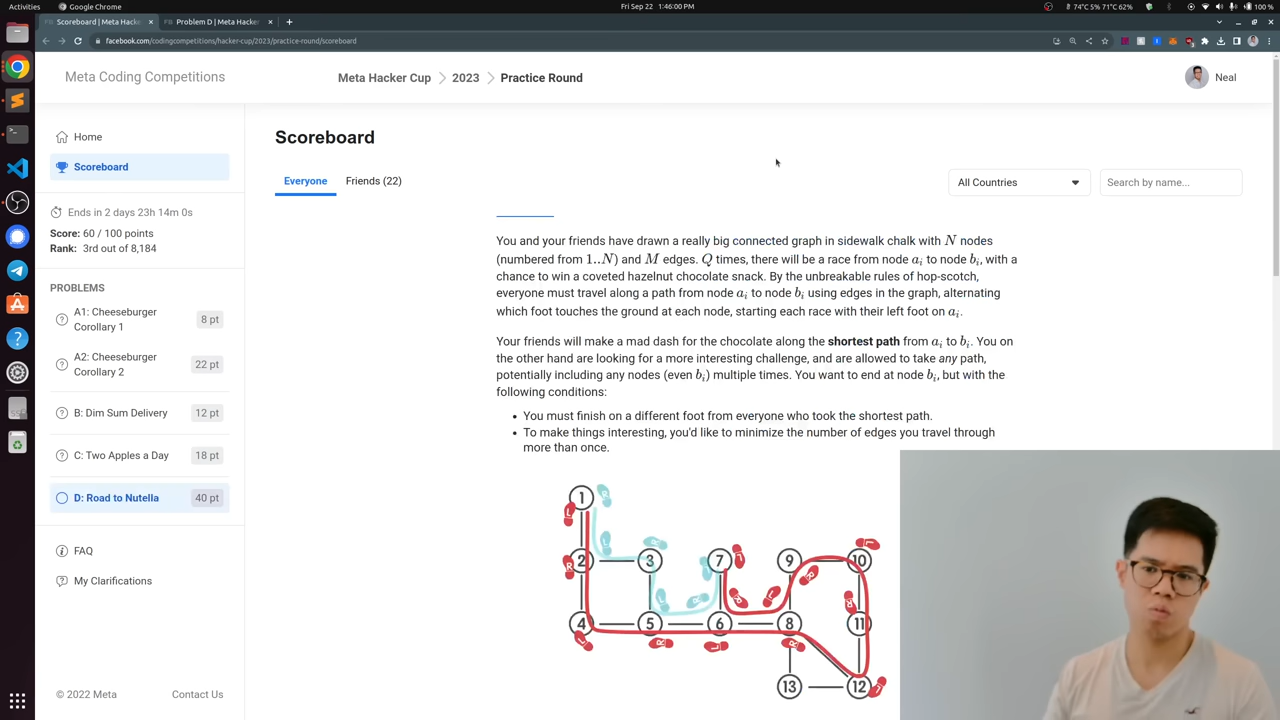 Activities
Google Chrome
Fri Sep 22 1:46:00 PM
74°C 5% 71°C 62%
100 %
Scoreboard | Meta Hacker
Problem D | Meta Hacker
facebook.com/codingcompetitions/hacker-cup/2023/practice-round/scoreboard
Meta Coding Competitions
Meta Hacker Cup
2023
Practice Round
Neal
Home
Scoreboard
Ends in 2 days 23h 14m 0s
Score: 60 / 100 points
Rank: 3rd out of 8,184
PROBLEMS
A1: Cheeseburger
Corollary 1
8 pt
A2: Cheeseburger
Corollary 2
22 pt
B: Dim Sum Delivery
12 pt
C: Two Apples a Day
18 pt
D: Road to Nutella
40 pt
FAQ
My Clarifications
© 2022 Meta
Contact Us
Scoreboard
Everyone
Friends (22)
All Countries
Search by name...
You and your friends have drawn a really big connected graph in sidewalk chalk with N nodes
(numbered from 1..N) and M edges. Q times, there will be a race from node a_i to node b_i, with a
chance to win a coveted hazelnut chocolate snack. By the unbreakable rules of hop-scotch,
everyone must travel along a path from node a_i to node b_i using edges in the graph, alternating
which foot touches the ground at each node, starting each race with their left foot on a_i.
Your friends will make a mad dash for the chocolate along the shortest path from a_i to b_i. You on
the other hand are looking for a more interesting challenge, and are allowed to take any path,
potentially including any nodes (even b_i) multiple times. You want to end at node b_i, but with the
following conditions:
• You must finish on a different foot from everyone who took the shortest path.
• To make things interesting, you'd like to minimize the number of edges you travel through
more than once.
1 R
L
R 2 L 3 R 7 L 9 10 L
L R R L R R
4 5 6 8 11
L R L R
13 12 L